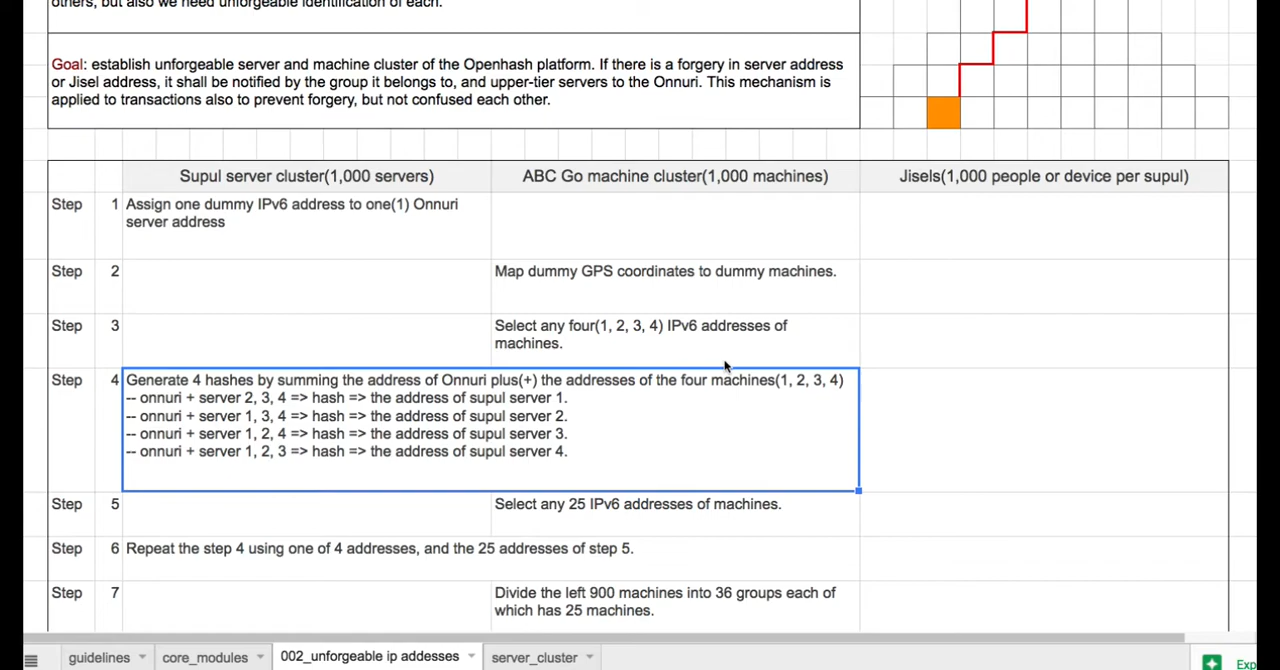 others, but also we need unforgeable identification of each.
Goal: establish unforgeable server and machine cluster of the Openhash platform. If there is a forgery in server address
or Jisel address, it shall be notified by the group it belongs to, and upper-tier servers to the Onnuri. This mechanism is
applied to transactions also to prevent forgery, but not confused each other.
Supul server cluster(1,000 servers)
ABC Go machine cluster(1,000 machines)
Jisels(1,000 people or device per supul)
Step 1 Assign one dummy IPv6 address to one(1) Onnuri
server address
Step 2 Map dummy GPS coordinates to dummy machines.
Step 3 Select any four(1, 2, 3, 4) IPv6 addresses of
machines.
Step 4 Generate 4 hashes by summing the address of Onnuri plus(+) the addresses of the four machines(1, 2, 3, 4)
-- onnuri + server 2, 3, 4 => hash => the address of supul server 1.
-- onnuri + server 1, 3, 4 => hash => the address of supul server 2.
-- onnuri + server 1, 2, 4 => hash => the address of supul server 3.
-- onnuri + server 1, 2, 3 => hash => the address of supul server 4.
Step 5 Select any 25 IPv6 addresses of machines.
Step 6 Repeat the step 4 using one of 4 addresses, and the 25 addresses of step 5.
Step 7 Divide the left 900 machines into 36 groups each of
which has 25 machines.
guidelines
core_modules
002_unforgeable ip addesses
server_cluster
Exp